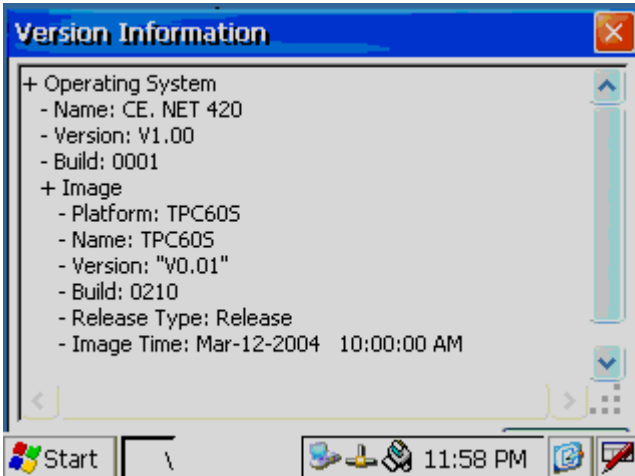 Version Information
+ Operating System
- Name: CE. NET 420
- Version: V1.00
- Build: 0001
+ Image
- Platform: TPC60S
- Name: TPC60S
- Version: "V0.01"
- Build: 0210
- Release Type: Release
- Image Time: Mar-12-2004 10:00:00 AM
Start \ 11:58 PM